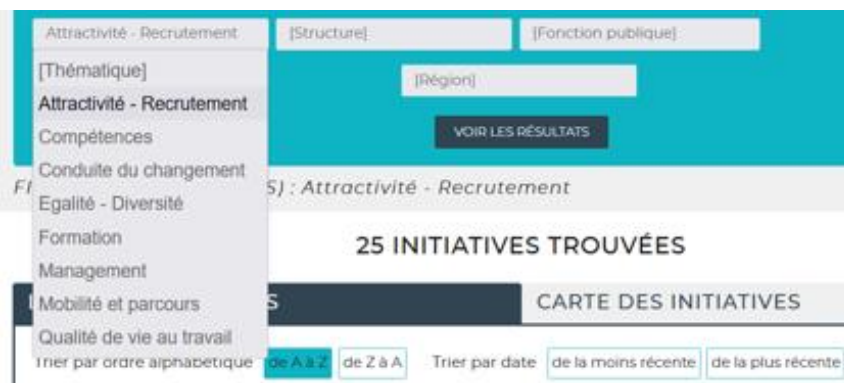 Attractivité - Recrutement
[Structure]
[Fonction publique]
[Thématique]
Attractivité - Recrutement
Compétences
Conduite du changement
Egalité - Diversité
Formation
Management
Mobilité et parcours
Qualité de vie au travail
[Région]
VOIR LES RÉSULTATS
: Attractivité - Recrutement
25 INITIATIVES TROUVÉES
CARTE DES INITIATIVES
Trier par ordre alphabétique de A à Z de Z à A Trier par date de la moins récente de la plus récente